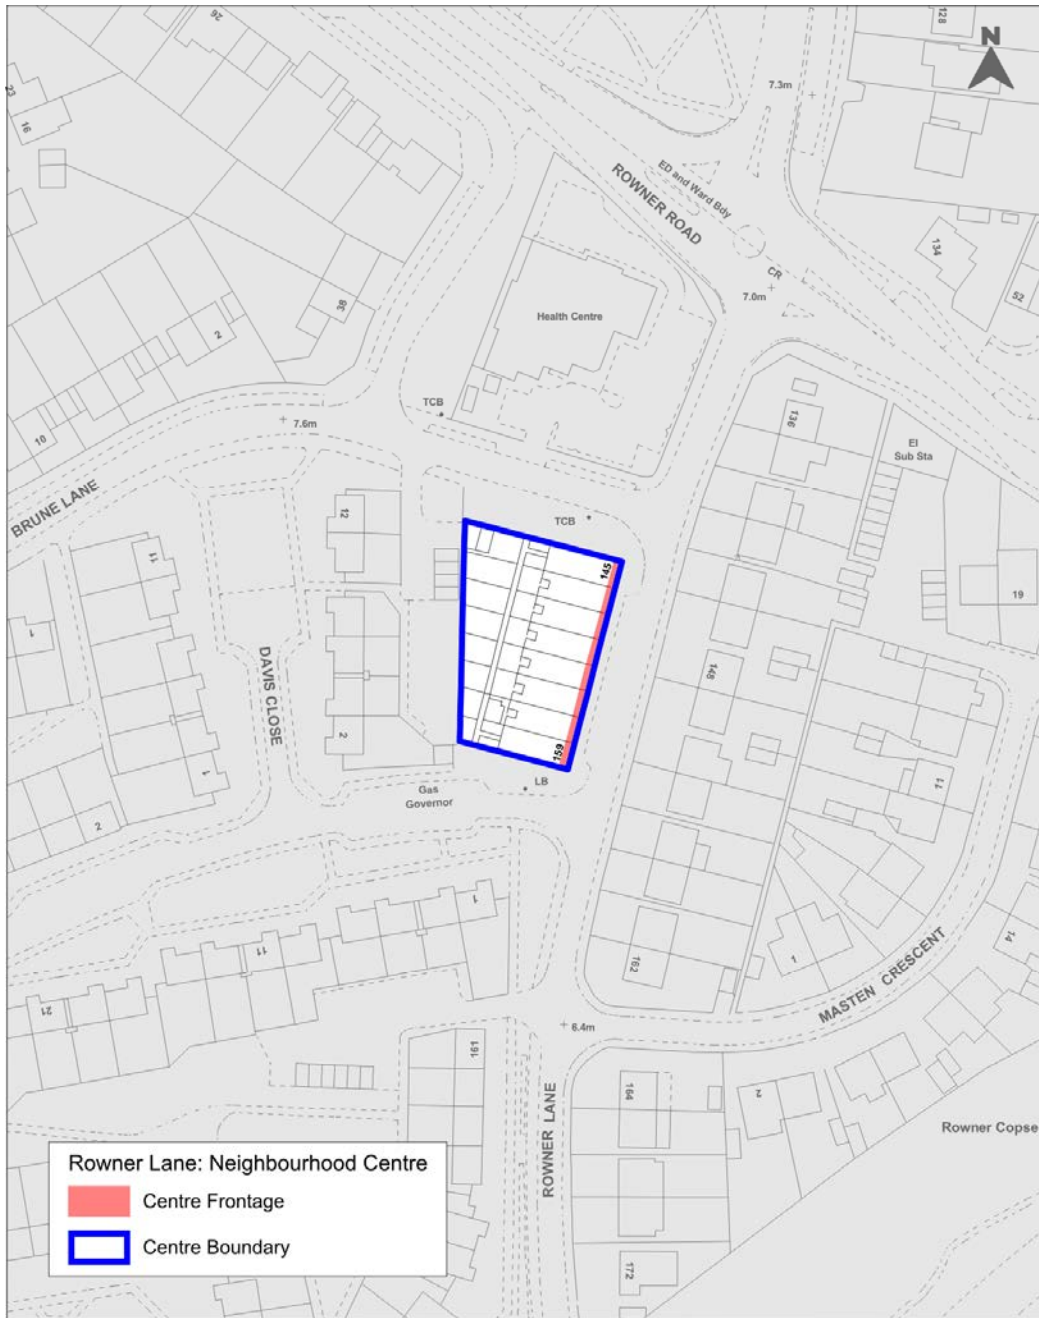 26
128
N
7.3m
23
16
ED and Ward Bdy
ROWNER ROAD
134
CR
52
7.0m
38
Health Centre
2
TCB
136
7.6m
10
El
Sub Sta
BRUNE LANE
12
TCB
11
145
19
1
148
DAVIS CLOSE
2
159
1
LB
Gas
Governor
11
2
1
11
14
1
162
MASTEN CRESCENT
21
6.4m
161
164
2
ROWNER LANE
Rowner Copse
Rowner Lane: Neighbourhood Centre
Centre Frontage
Centre Boundary
172